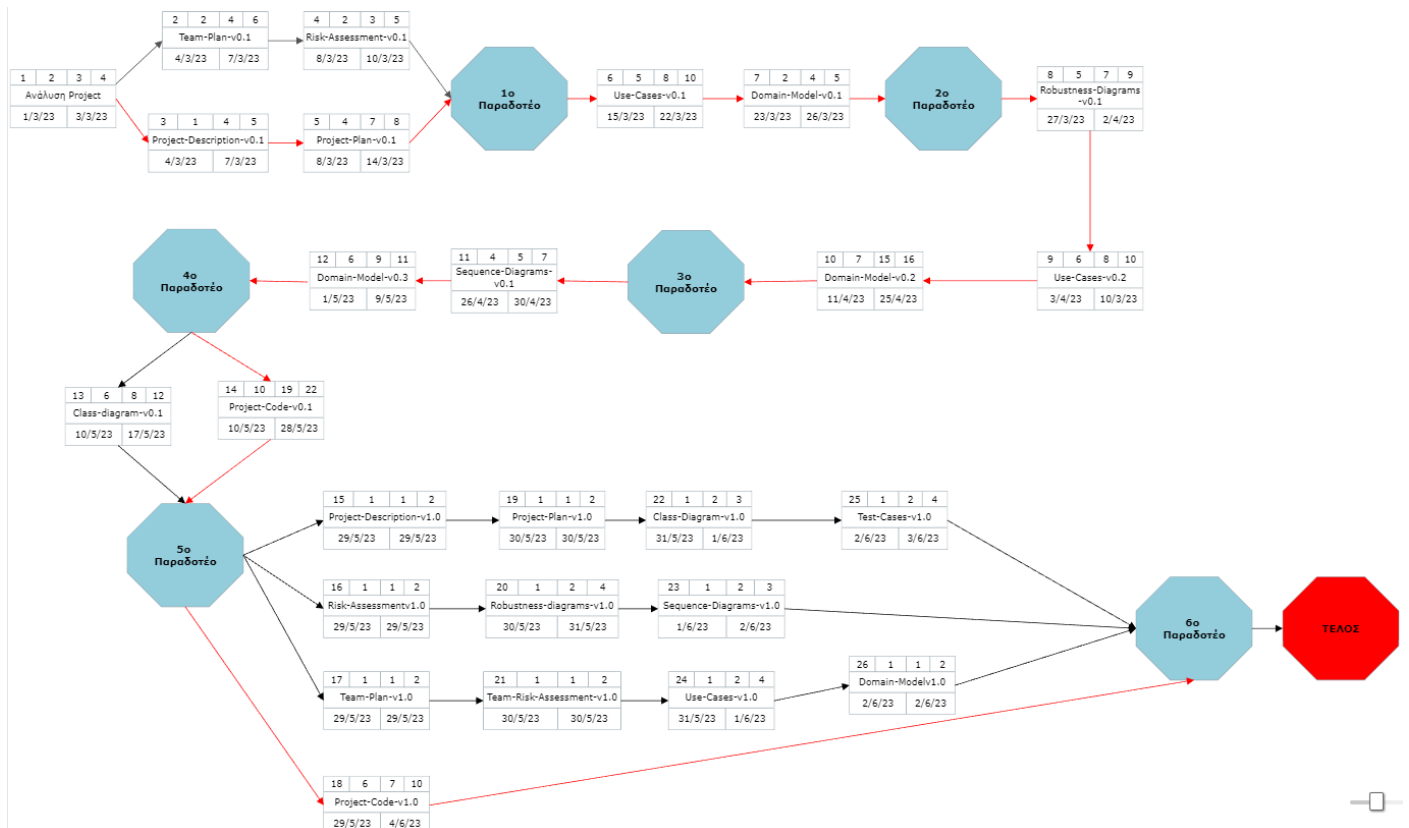 2 2 4 6
Team-Plan-v0.1
4/3/23 7/3/23
4 2 3 5
Risk-Assessment-v0.1
8/3/23 10/3/23
1 2 3 4
Ανάλυση Project
1/3/23 3/3/23
3 1 4 5
Project-Description-v0.1
4/3/23 7/3/23
5 4 7 8
Project-Plan-v0.1
8/3/23 14/3/23
1ο
Παραδοτέο
6 5 8 10
Use-Cases-v0.1
15/3/23 22/3/23
7 2 4 5
Domain-Model-v0.1
23/3/23 26/3/23
2ο
Παραδοτέο
8 5 7 9
Robustness-Diagrams
-v0.1
27/3/23 2/4/23
9 6 8 10
Use-Cases-v0.2
3/4/23 10/3/23
10 7 15 16
Domain-Model-v0.2
11/4/23 25/4/23
3ο
Παραδοτέο
11 4 5 7
Sequence-Diagrams-
v0.1
26/4/23 30/4/23
12 6 9 11
Domain-Model-v0.3
1/5/23 9/5/23
4ο
Παραδοτέο
13 6 8 12
Class-diagram-v0.1
10/5/23 17/5/23
14 10 19 22
Project-Code-v0.1
10/5/23 28/5/23
5ο
Παραδοτέο
15 1 1 2
Project-Description-v1.0
29/5/23 29/5/23
19 1 1 2
Project-Plan-v1.0
30/5/23 30/5/23
22 1 2 3
Class-Diagram-v1.0
31/5/23 1/6/23
25 1 2 4
Test-Cases-v1.0
2/6/23 3/6/23
16 1 1 2
Risk-Assessmentv1.0
29/5/23 29/5/23
20 1 2 4
Robustness-diagrams-v1.0
30/5/23 31/5/23
23 1 2 3
Sequence-Diagrams-v1.0
1/6/23 2/6/23
17 1 1 2
Team-Plan-v1.0
29/5/23 29/5/23
21 1 1 2
Team-Risk-Assessment-v1.0
30/5/23 30/5/23
24 1 2 4
Use-Cases-v1.0
31/5/23 1/6/23
26 1 1 2
Domain-Modelv1.0
2/6/23 2/6/23
18 6 7 10
Project-Code-v1.0
29/5/23 4/6/23
6ο
Παραδοτέο
ΤΕΛΟΣ